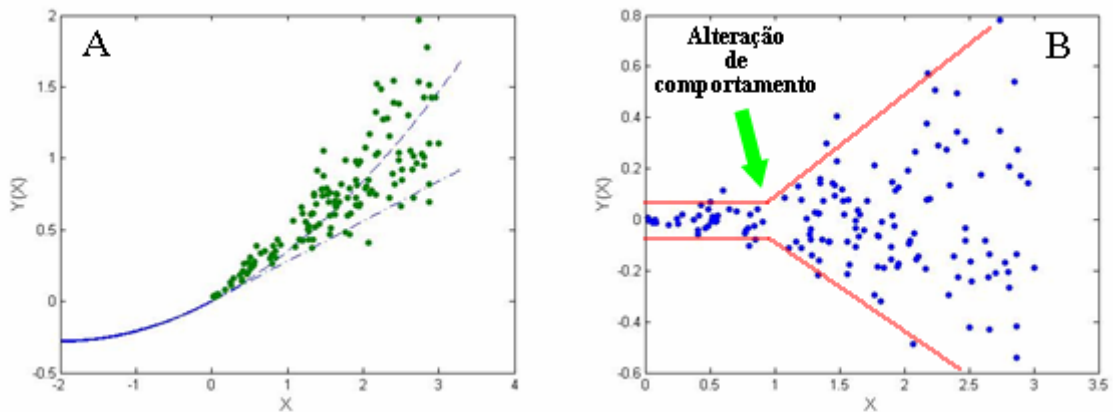 A
2
1.5
1
0.5
0
-0.5
Y(X)
-2 -1 0 1 2 3 4
X
B
Alteração
de
comportamento
0.8
0.6
0.4
0.2
0
-0.2
-0.4
-0.6
Y(X)
0 0.5 1 1.5 2 2.5 3 3.5
X